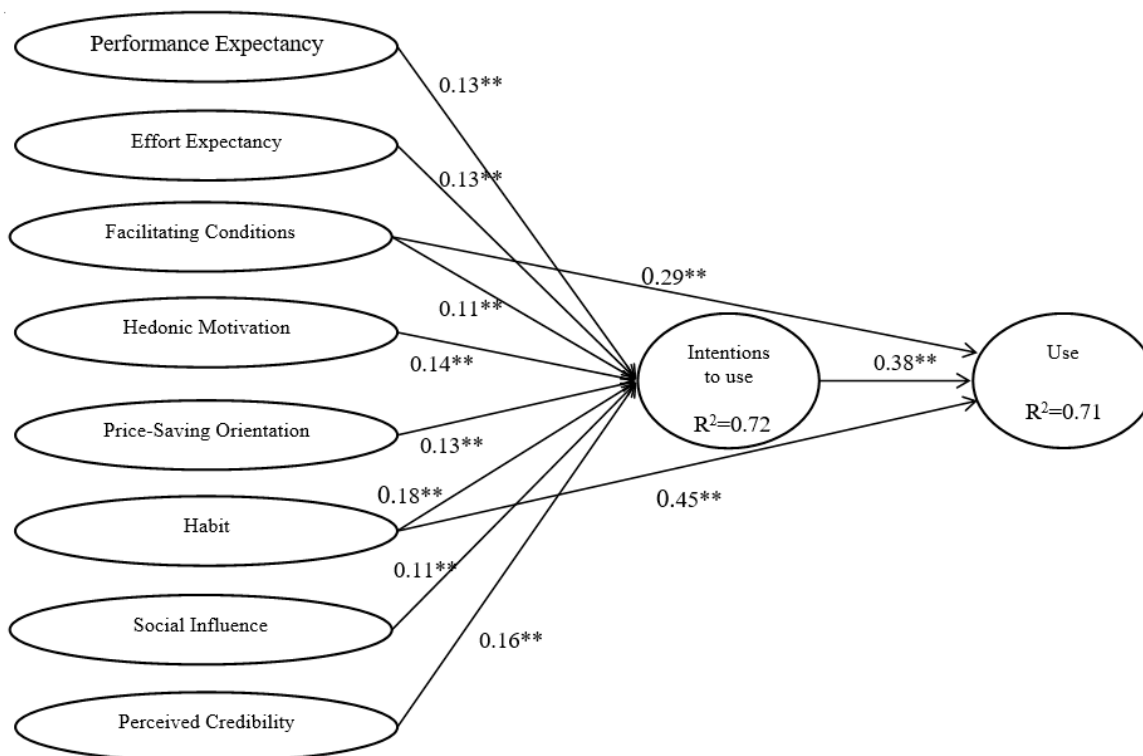 Performance Expectancy
0.13**
Effort Expectancy
0.13**
Facilitating Conditions
0.29**
0.11**
Hedonic Motivation
0.14**
Intentions
to use
R²=0.72
0.38**
Use
R²=0.71
Price-Saving Orientation
0.13**
0.18**
0.45**
Habit
0.11**
Social Influence
0.16**
Perceived Credibility